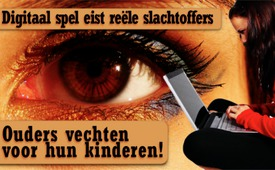 Digitaal spel eist reële slachtoffers
Ouders vechten
voor hun kinderen!